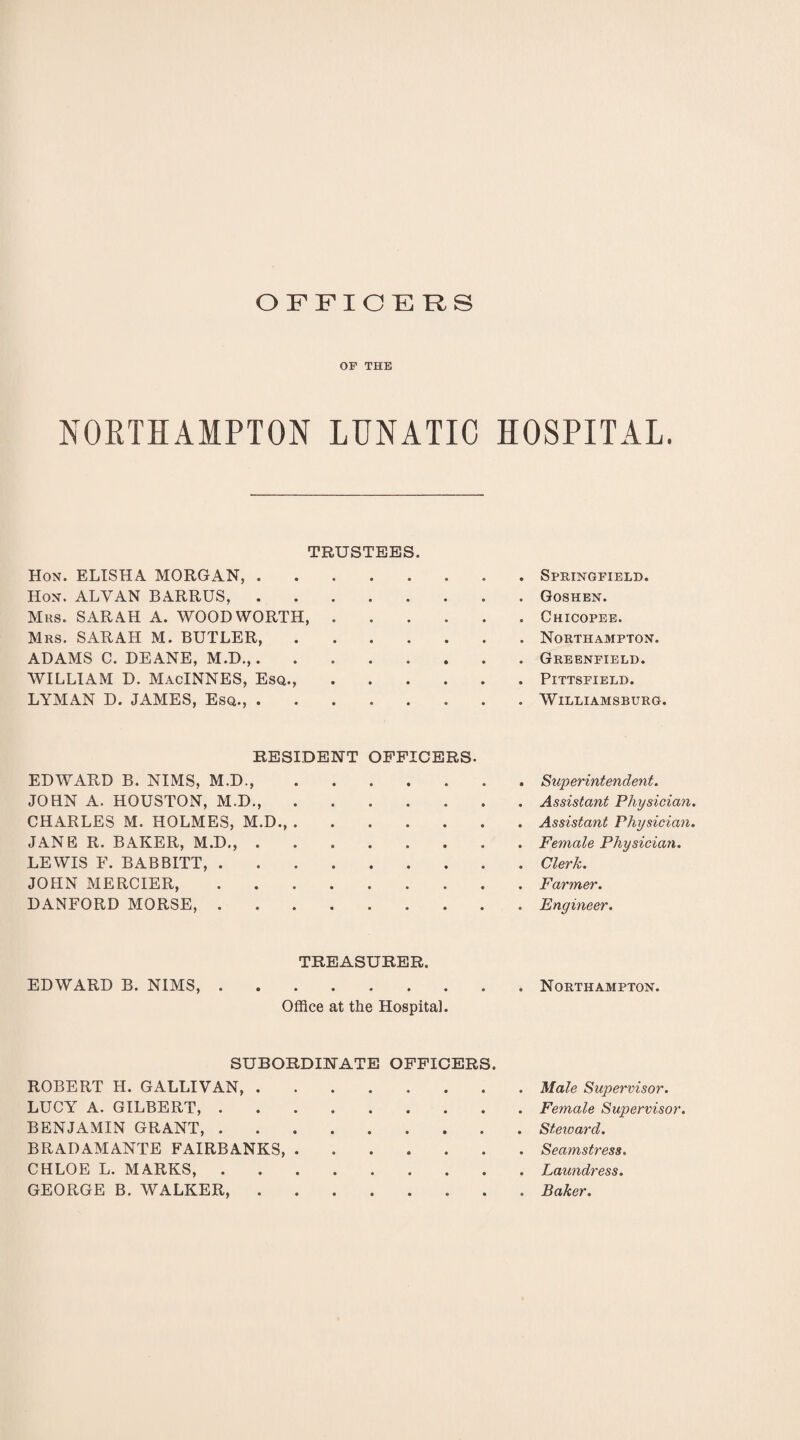 OFFICERS
OF THE
NORTHAMPTON LUNATIC HOSPITAL.
TRUSTEES.
Hon. ELISHA MORGAN, . . . . . . . . Springfield.
Hon. ALVAN BARRUS, . . . . . . . . Goshen.
Mrs. SARAH A. WOODWORTH, . . . . . . Chicopee.
Mrs. SARAH M. BUTLER, . . . . . . . Northampton.
ADAMS C. DEANE, M.D., . . . . . . . . Greenfield.
WILLIAM D. MacINNES, Esq., . . . . . . Pittsfield.
LYMAN D. JAMES, Esq., . . . . . . . . Williamsburg.
RESIDENT OFFICERS.
EDWARD B. NIMS, M.D., . . . . . . . Superintendent.
JOHN A. HOUSTON, M.D., . . . . . . . Assistant Physician.
CHARLES M. HOLMES, M.D., . . . . . . . Assistant Physician.
JANE R. BAKER, M.D., . . . . . . . . Female Physician.
LEWIS F. BABBITT, . . . . . . . . . Clerk.
JOHN MERCIER, . . . . . . . . . Farmer.
DANFORD MORSE, . . . . . . . . . Engineer.
TREASURER.
EDWARD B. NIMS, . . . . . . . . . Northampton.
Office at the Hospital.
SUBORDINATE OFFICERS.
ROBERT H. GALLIVAN, . . . . . . . . Male Supervisor.
LUCY A. GILBERT, . . . . . . . . . Female Supervisor.
BENJAMIN GRANT, . . . . . . . . . Steward.
BRADAMANTE FAIRBANKS, . . . . . . . Seamstress.
CHLOE L. MARKS, . . . . . . . . . Laundress.
GEORGE B. WALKER, . . . . . . . . Baker.